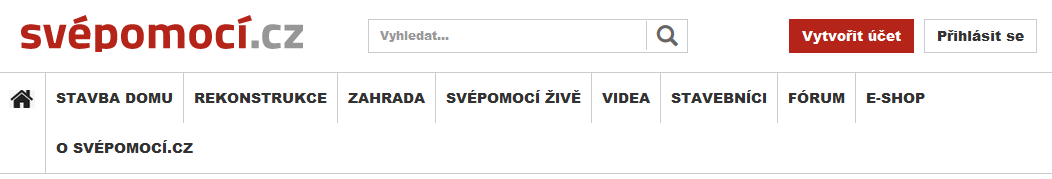 svépomocí.cz Vyhledat... Vytvořit účet Přihlásit se
STAVBA DOMU REKONSTRUKCE ZAHRADA SVÉPOMOCÍ ŽIVĚ VIDEA STAVEBNÍCI FÓRUM E-SHOP
O SVÉPOMOCÍ.CZ